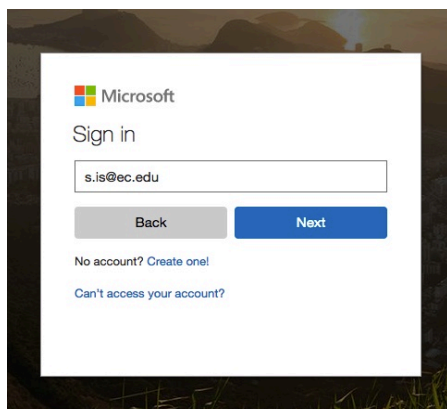 Microsoft
Sign in
s.is@ec.edu
Back Next
No account? Create one!
Can't access your account?